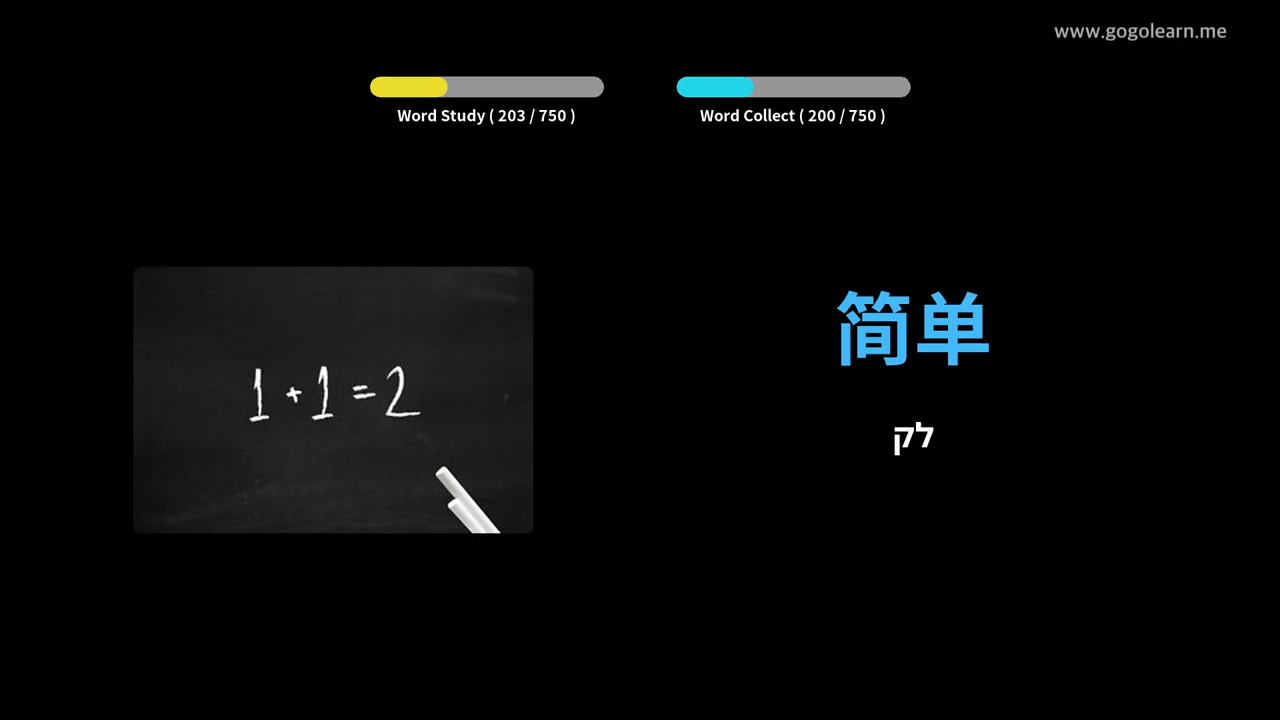 www.gogolearn.me
Word Study ( 203 / 750 )
Word Collect ( 200 / 750 )
1 + 1 = 2
简单
לק